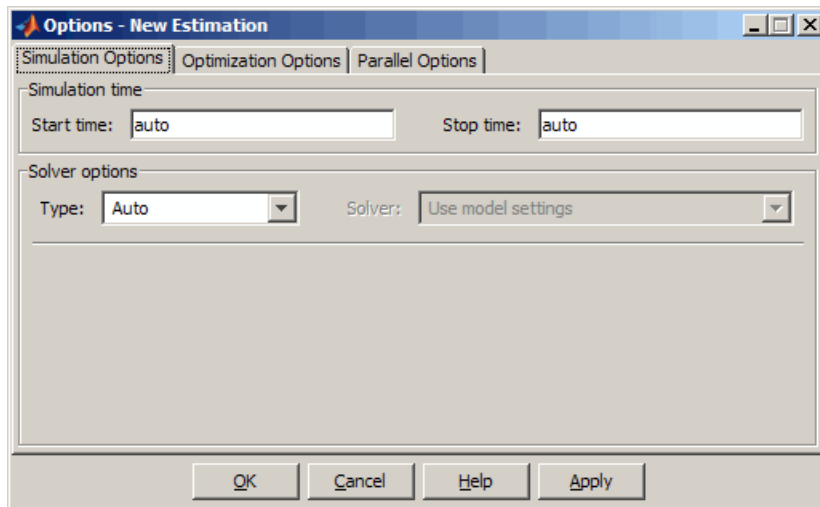 Options - New Estimation
Simulation Options Optimization Options Parallel Options
Simulation time
Start time: auto Stop time: auto
Solver options
Type: Auto Solver: Use model settings
OK Cancel Help Apply